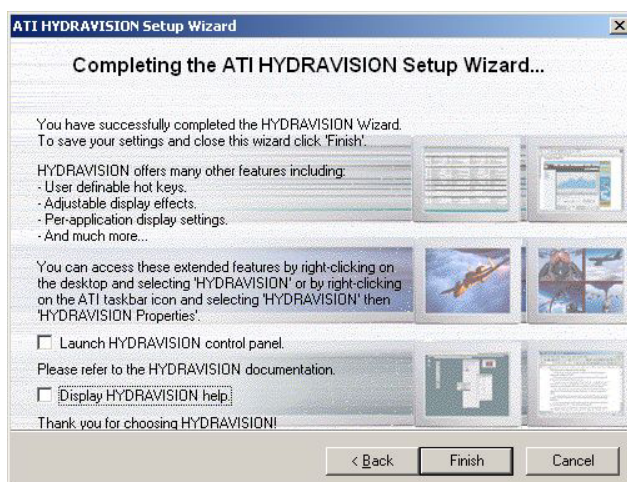 ATI HYDRAVISION Setup Wizard
Completing the ATI HYDRAVISION Setup Wizard...
You have successfully completed the HYDRAVISION Wizard.
To save your settings and close this wizard click 'Finish'.
HYDRAVISION offers many other features including:
- User definable hot keys.
- Adjustable display effects.
- Per-application display settings.
- And much more...
You can access these extended features by right-clicking on
the desktop and selecting 'HYDRAVISION' or by right-clicking
on the ATI taskbar icon and selecting 'HYDRAVISION' then
'HYDRAVISION Properties'.
Launch HYDRAVISION control panel.
Please refer to the HYDRAVISION documentation.
Display HYDRAVISION help.
Thank you for choosing HYDRAVISION!
< Back Finish Cancel